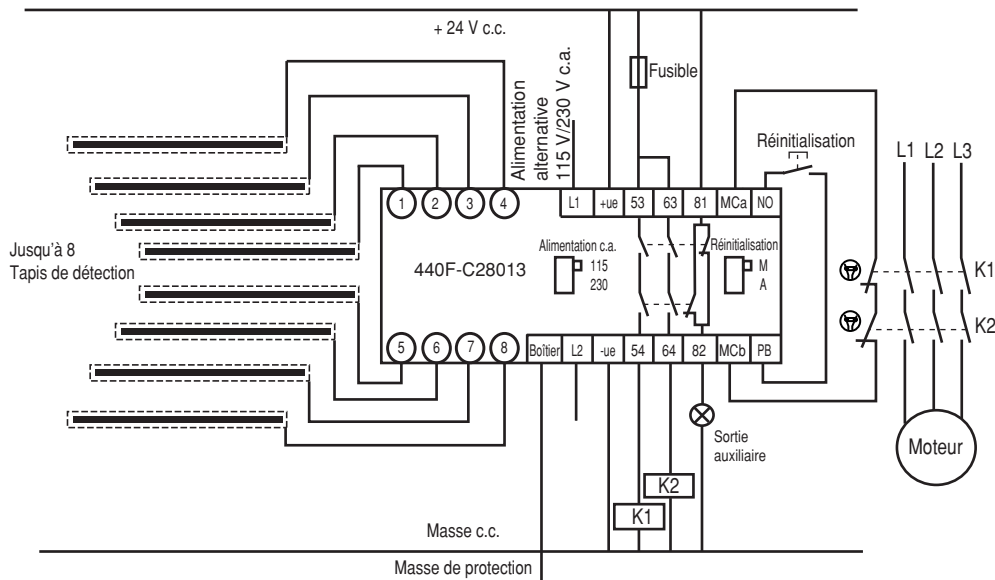 + 24 V c.c.
Alimentation
alternative
115 V/230 V c.a.
Fusible
Réinitialisation
L1 L2 L3
1 2 3 4
L1 +ue 53 63 81 MCa NO
Jusqu'à 8
Tapis de détection
440F-C28013
Alimentation c.a.
115
230
Réinitialisation
M
A
K1
K2
5 6 7 8
Boîtier L2 -ue 54 64 82 MCb PB
Sortie
auxiliaire
Moteur
K2
K1
Masse c.c.
Masse de protection